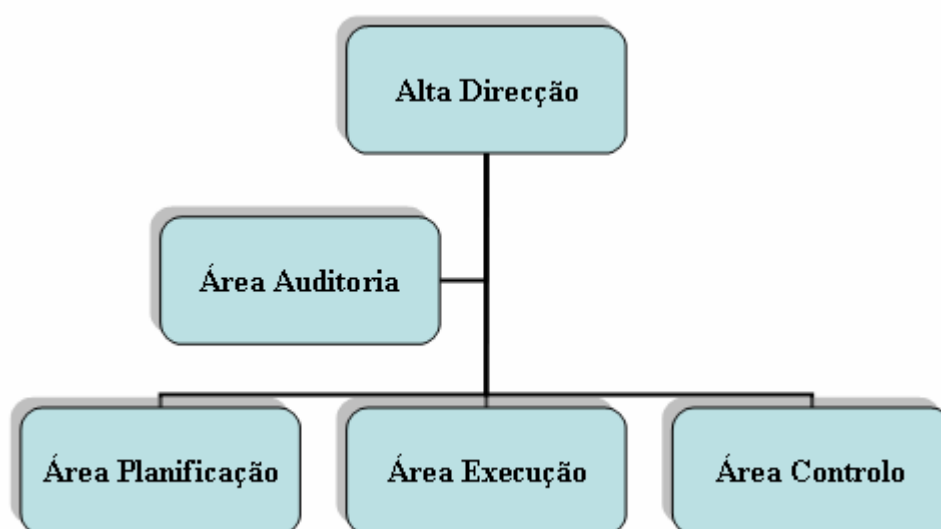 Alta Direcção
Área Auditoria
Área Planificação
Área Execução
Área Controlo